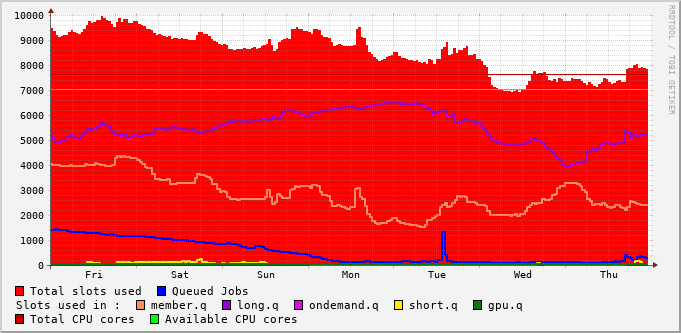 10000
9000
8000
7000
6000
5000
4000
3000
2000
1000
0
Fri Sat Sun Mon Tue Wed Thu
RRDTOOL / TOBI OETIKER
Total slots used Queued Jobs
Slots used in : member.q long.q ondemand.q short.q gpu.q
Total CPU cores Available CPU cores